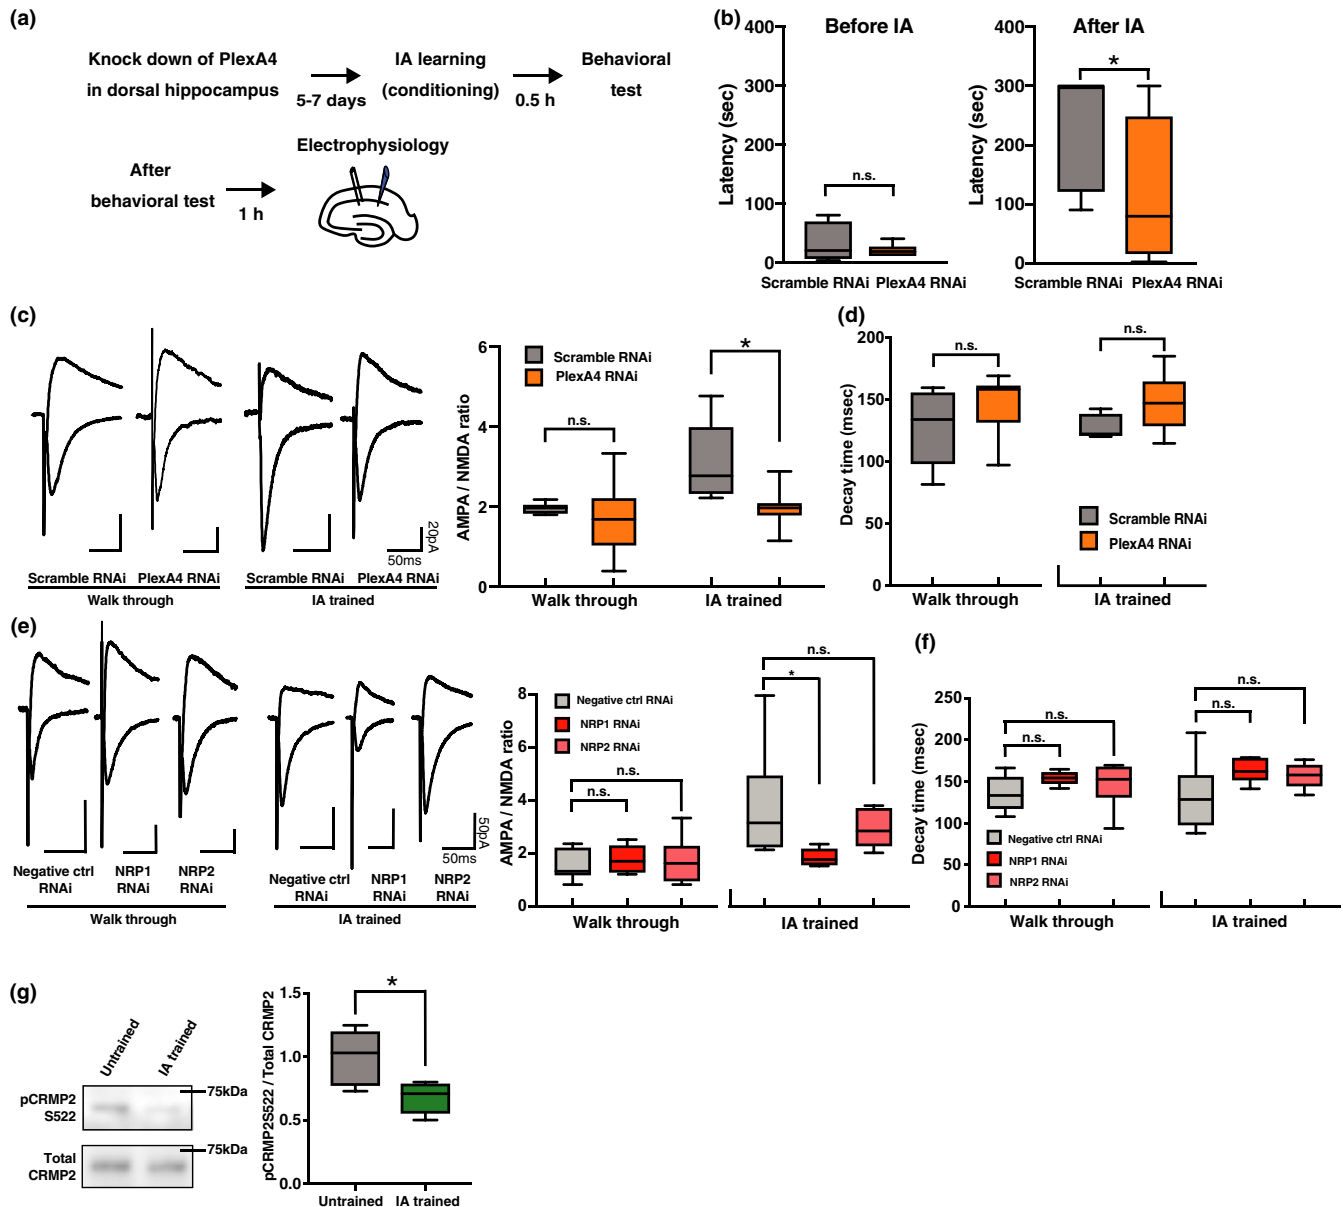 (a)
Knock down of PlexA4
in dorsal hippocampus
5-7 days
IA learning
(conditioning)
0.5 h
Behavioral
test
After
behavioral test
1 h
Electrophysiology
(b)
Before IA
Latency (sec)
400
300
200
100
0
n.s.
Scramble RNAi PlexA4 RNAi
After IA
Latency (sec)
400
300
200
100
0
*
Scramble RNAi PlexA4 RNAi
(c)
Scramble RNAi PlexA4 RNAi
Walk through
Scramble RNAi PlexA4 RNAi
IA trained
20pA
50ms
AMPA / NMDA ratio
6
4
2
0
Scramble RNAi
PlexA4 RNAi
n.s.
*
Walk through
IA trained
(d)
Decay time (msec)
200
150
100
50
0
n.s.
n.s.
Scramble RNAi
PlexA4 RNAi
Walk through
IA trained
(e)
Negative ctrl
RNAi
NRP1
RNAi
NRP2
RNAi
Walk through
Negative ctrl
RNAi
NRP1
RNAi
NRP2
RNAi
IA trained
50pA
50ms
AMPA / NMDA ratio
8
6
4
2
0
Negative ctrl RNAi
NRP1 RNAi
NRP2 RNAi
n.s.
n.s.
n.s.
*
Walk through
IA trained
(f)
Decay time (msec)
250
200
150
100
50
0
n.s.
n.s.
n.s.
n.s.
Negative ctrl RNAi
NRP1 RNAi
NRP2 RNAi
Walk through
IA trained
(g)
Untrained
IA trained
pCRMP2
S522
75kDa
Total
CRMP2
75kDa
pCRMP2S522 / Total CRMP2
1.5
1.0
0.5
0.0
*
Untrained
IA trained